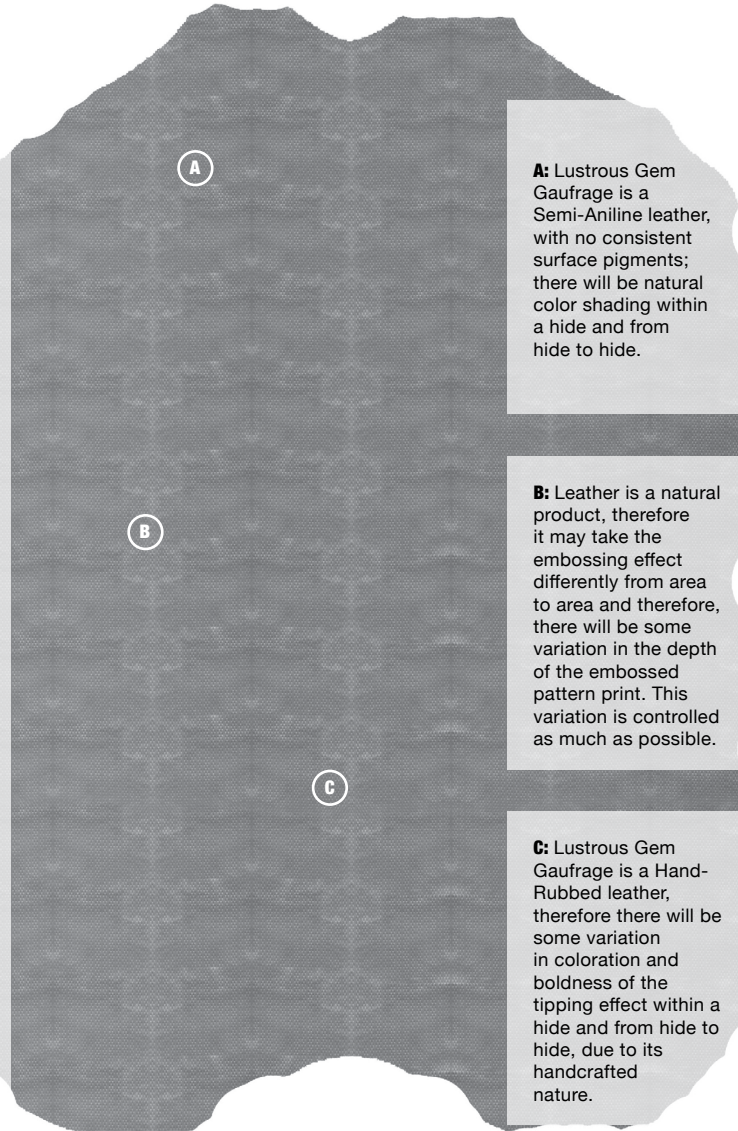 A
A: Lustrous Gem
Gaufrage is a
Semi-Aniline leather,
with no consistent
surface pigments;
there will be natural
color shading within
a hide and from
hide to hide.
B
B: Leather is a natural
product, therefore
it may take the
embossing effect
differently from area
to area and therefore,
there will be some
variation in the depth
of the embossed
pattern print. This
variation is controlled
as much as possible.
C
C: Lustrous Gem
Gaufrage is a Hand-
Rubbed leather,
therefore there will be
some variation
in coloration and
boldness of the
tipping effect within a
hide and from hide to
hide, due to its
handcrafted
nature.